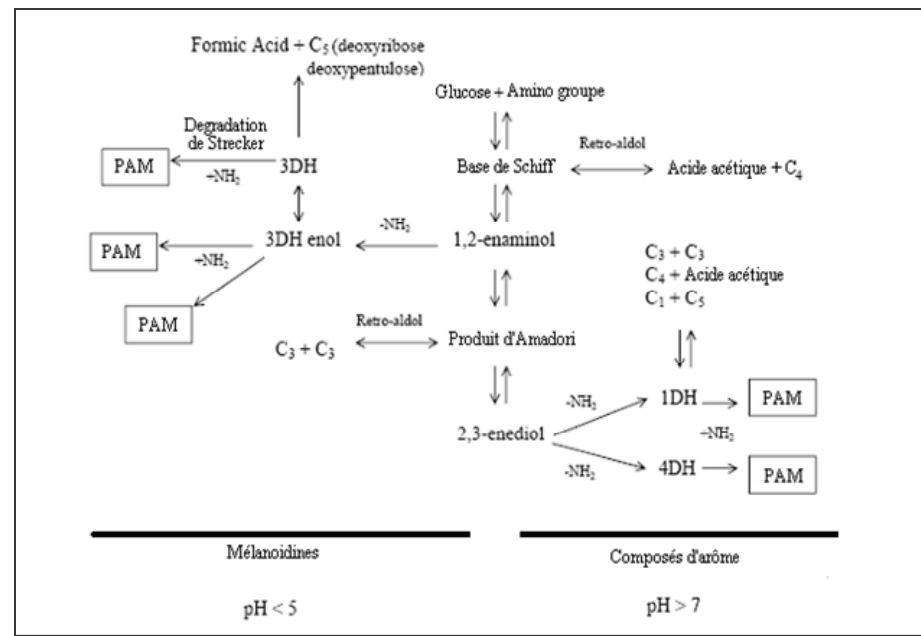 Formic Acid + C₅ (deoxyribose
deoxypentulose)
Glucose + Amino groupe
Degradation
de Strecker
PAM
+NH₂
3DH
Base de Schiff
Retro-aldol
Acide acétique + C₄
PAM
+NH₂
3DH enol
-NH₂
1,2-enaminol
PAM
C₃ + C₃
C₄ + Acide acétique
C₁ + C₅
C₃ + C₃
Retro-aldol
Produit d'Amadori
2,3-enediol
-NH₂
1DH
PAM
+NH₂
-NH₂
4DH
PAM
Mélanoidines
Composés d'arôme
pH < 5
pH > 7